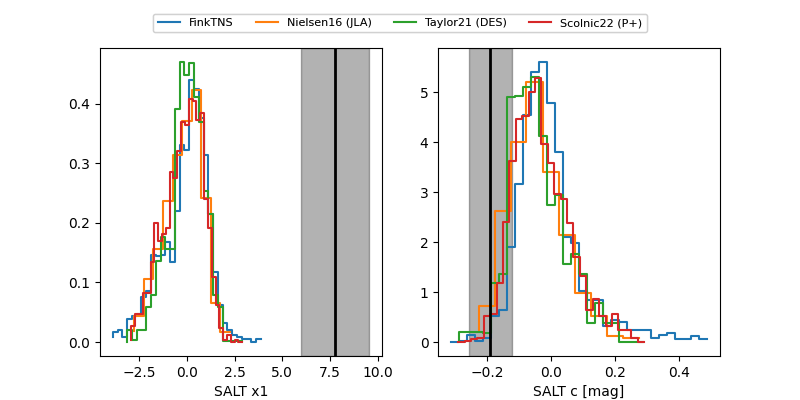 FinkTNS Nielsen16 (JLA) Taylor21 (DES) Scolnic22 (P+)
0.4
0.3
0.2
0.1
0.0
−2.5 0.0 2.5 5.0 7.5 10.0
SALT x1
5
4
3
2
1
0
−0.2 0.0 0.2 0.4
SALT c [mag]